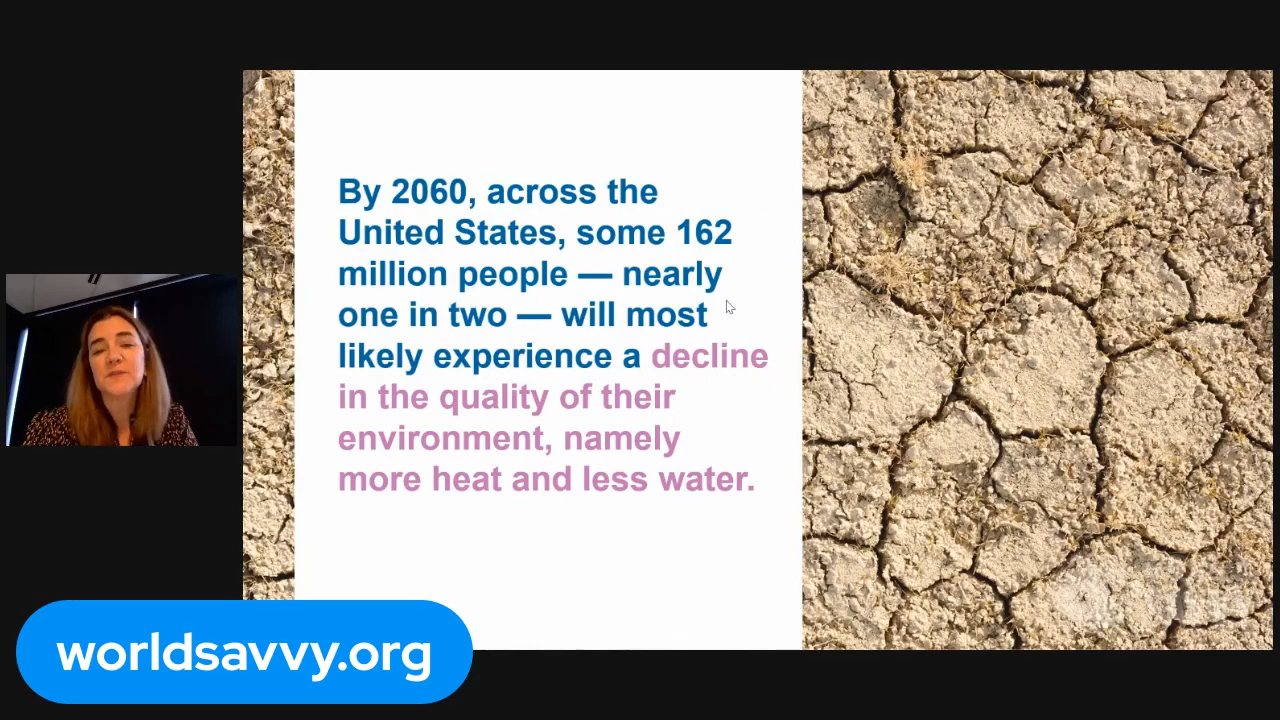 By 2060, across the
United States, some 162
million people — nearly
one in two — will most
likely experience a decline
in the quality of their
environment, namely
more heat and less water.
worldsavvy.org